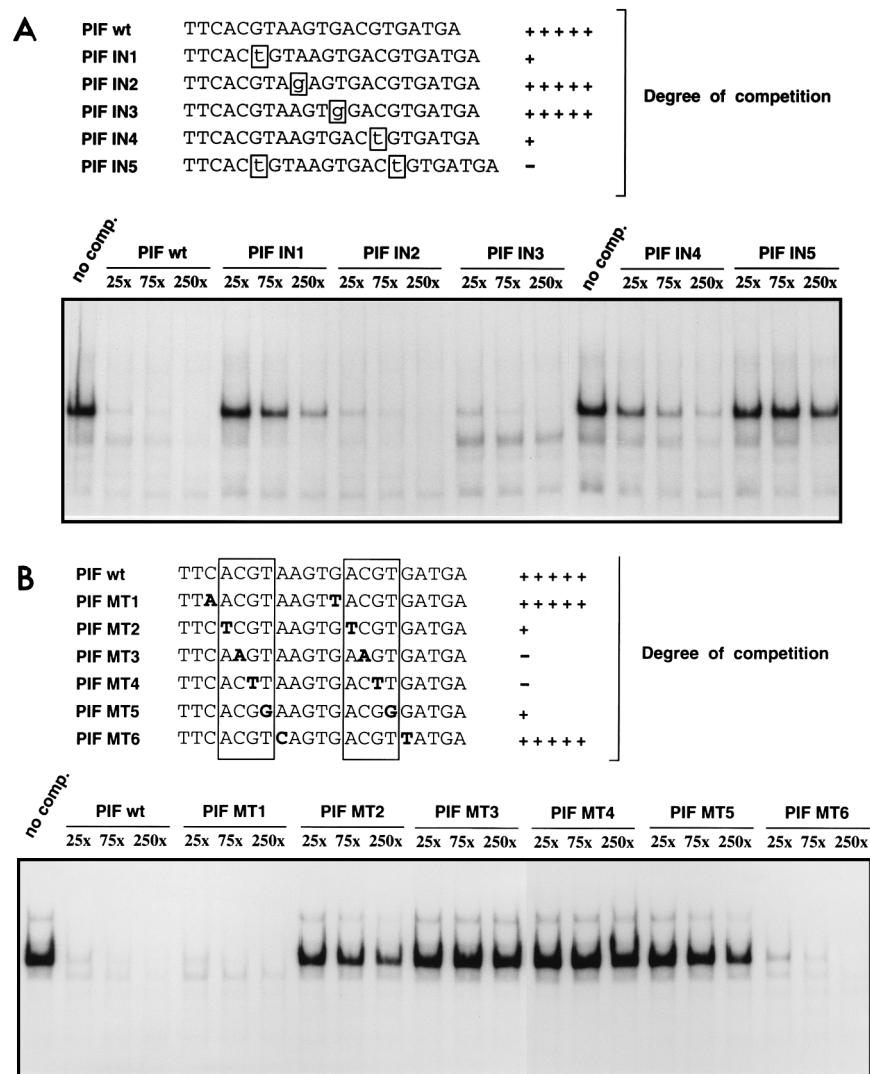 A
PIF wt TTCACGTAAGTGACGTGATGA +++++
PIF IN1 TTCACtGTAAGTGACGTGATGA +
PIF IN2 TTCACGTAgAGTGACGTGATGA +++++
PIF IN3 TTCACGTAAGTgGACGTGATGA +++++
PIF IN4 TTCACGTAAGTGACtGTGATGA +
PIF IN5 TTCACtGTAAGTGACtGTGATGA -
Degree of competition
no comp. PIF wt PIF IN1 PIF IN2 PIF IN3 no comp. PIF IN4 PIF IN5
25x 75x 250x 25x 75x 250x 25x 75x 250x 25x 75x 250x 25x 75x 250x 25x 75x 250x
B
PIF wt TTCACGTAAGTGACGTGATGA +++++
PIF MT1 TTAACGTAAGTTACGTGATGA +++++
PIF MT2 TTCTCGTAAGTGTCGTGATGA +
PIF MT3 TTCAAGTAAGTGAAGTGATGA -
PIF MT4 TTCACTTAAGTGACTTGATGA -
PIF MT5 TTCACGGAAGTGACGGGATGA +
PIF MT6 TTCACGTCAGTGACGTTATGA +++++
Degree of competition
no comp. PIF wt PIF MT1 PIF MT2 PIF MT3 PIF MT4 PIF MT5 PIF MT6
25x 75x 250x 25x 75x 250x 25x 75x 250x 25x 75x 250x 25x 75x 250x 25x 75x 250x 25x 75x 250x